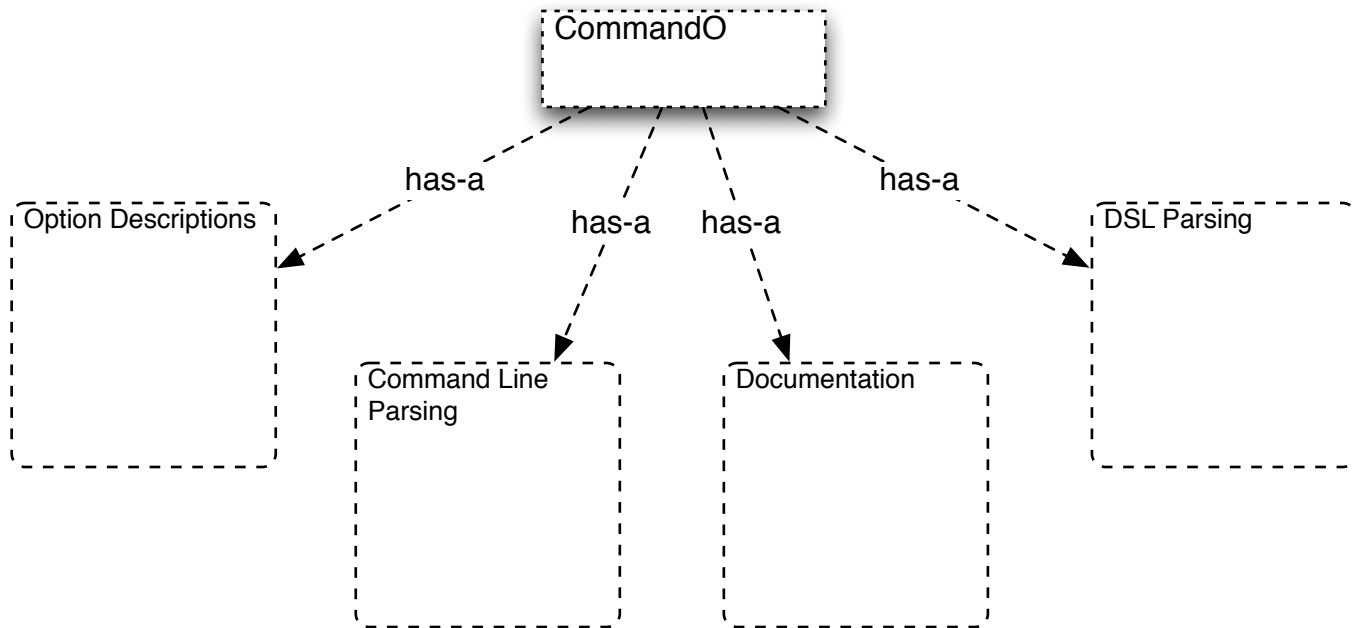 CommandO
has-a
has-a
has-a
has-a
Option Descriptions
DSL Parsing
Command Line
Parsing
Documentation